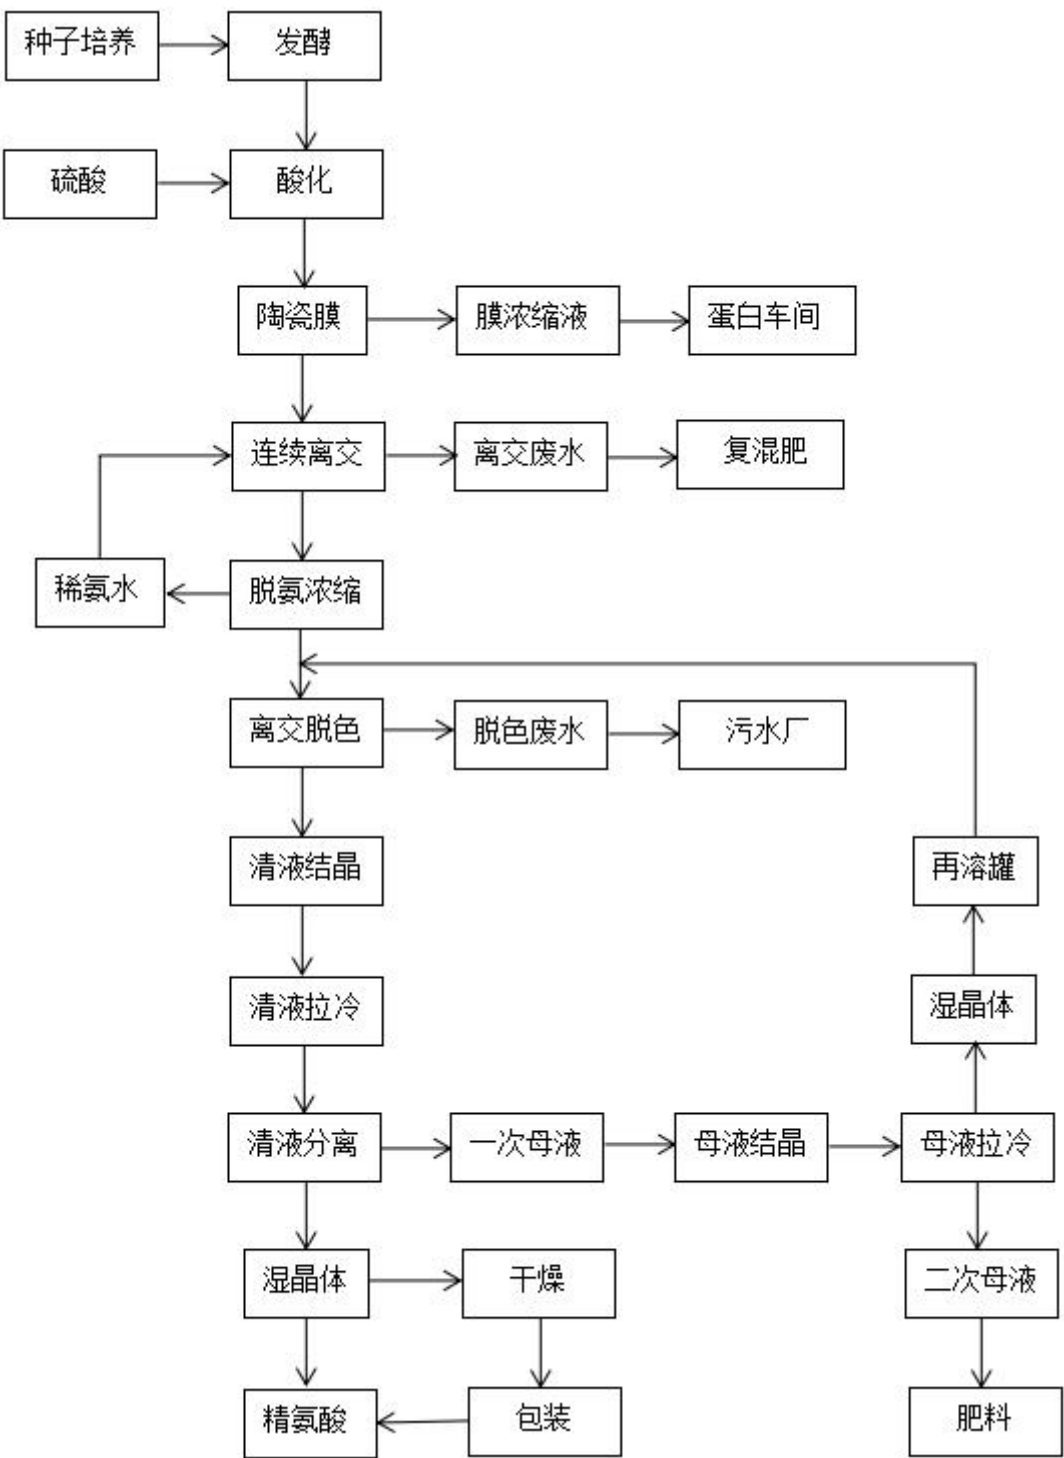 种子培养
发酵
硫酸
酸化
陶瓷膜
膜浓缩液
蛋白车间
连续离交
离交废水
复混肥
稀氨水
脱氨浓缩
离交脱色
脱色废水
污水厂
清液结晶
再溶罐
清液拉冷
湿晶体
清液分离
一次母液
母液结晶
母液拉冷
湿晶体
干燥
二次母液
精氨酸
包装
肥料